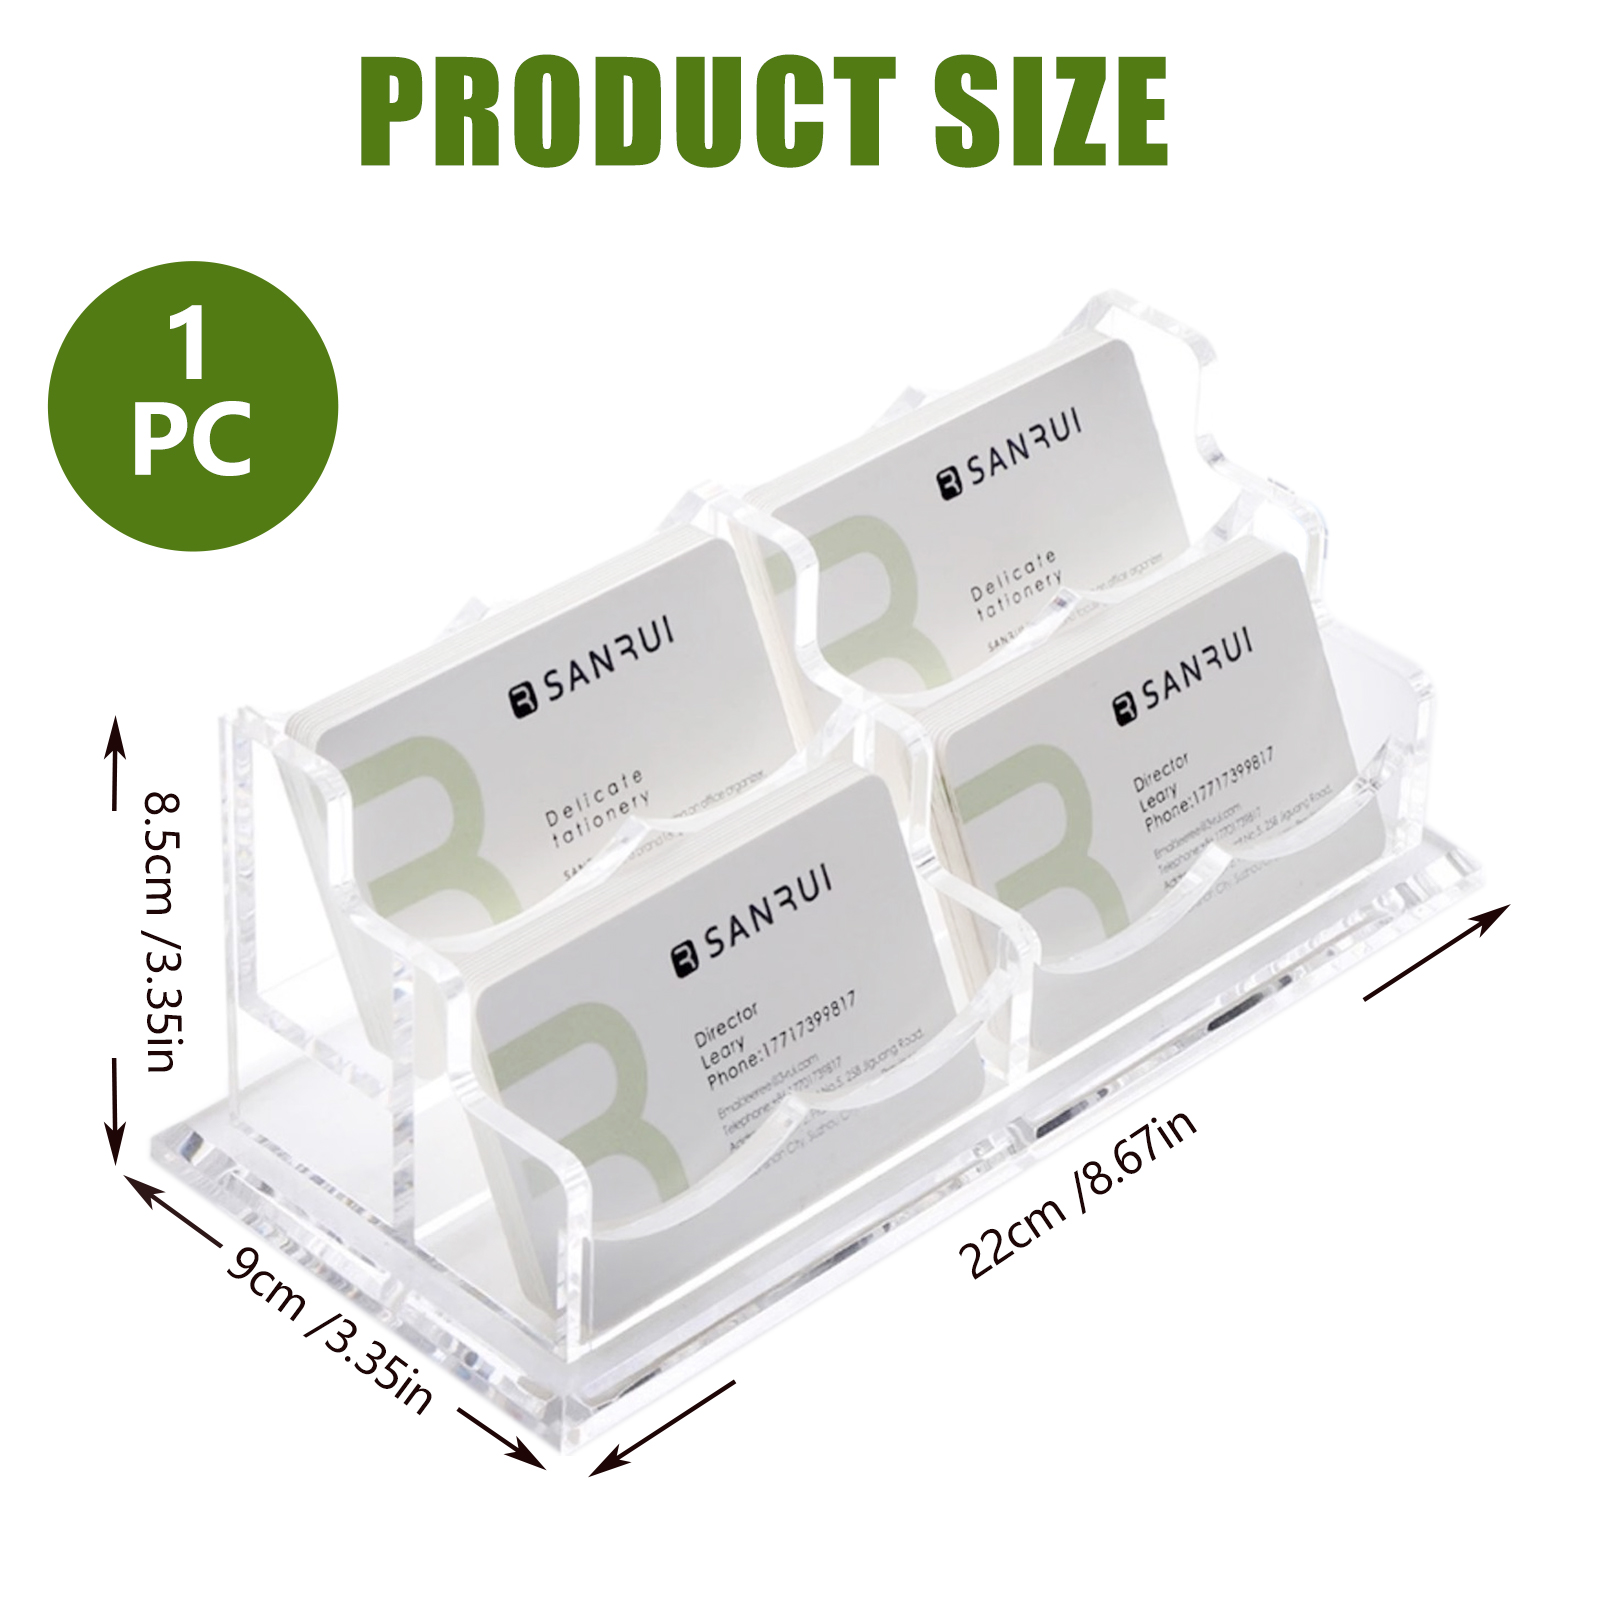 PRODUCT SIZE
1
PC
SANRUI
Delicate
tationery
SANRUI
Delicate
tationery
SANRUI
Director
Leary
Phone:17717399817
SANRUI
Director
Leary
Phone:17717399817
8.5cm /3.35in
9cm /3.35in
22cm /8.67in